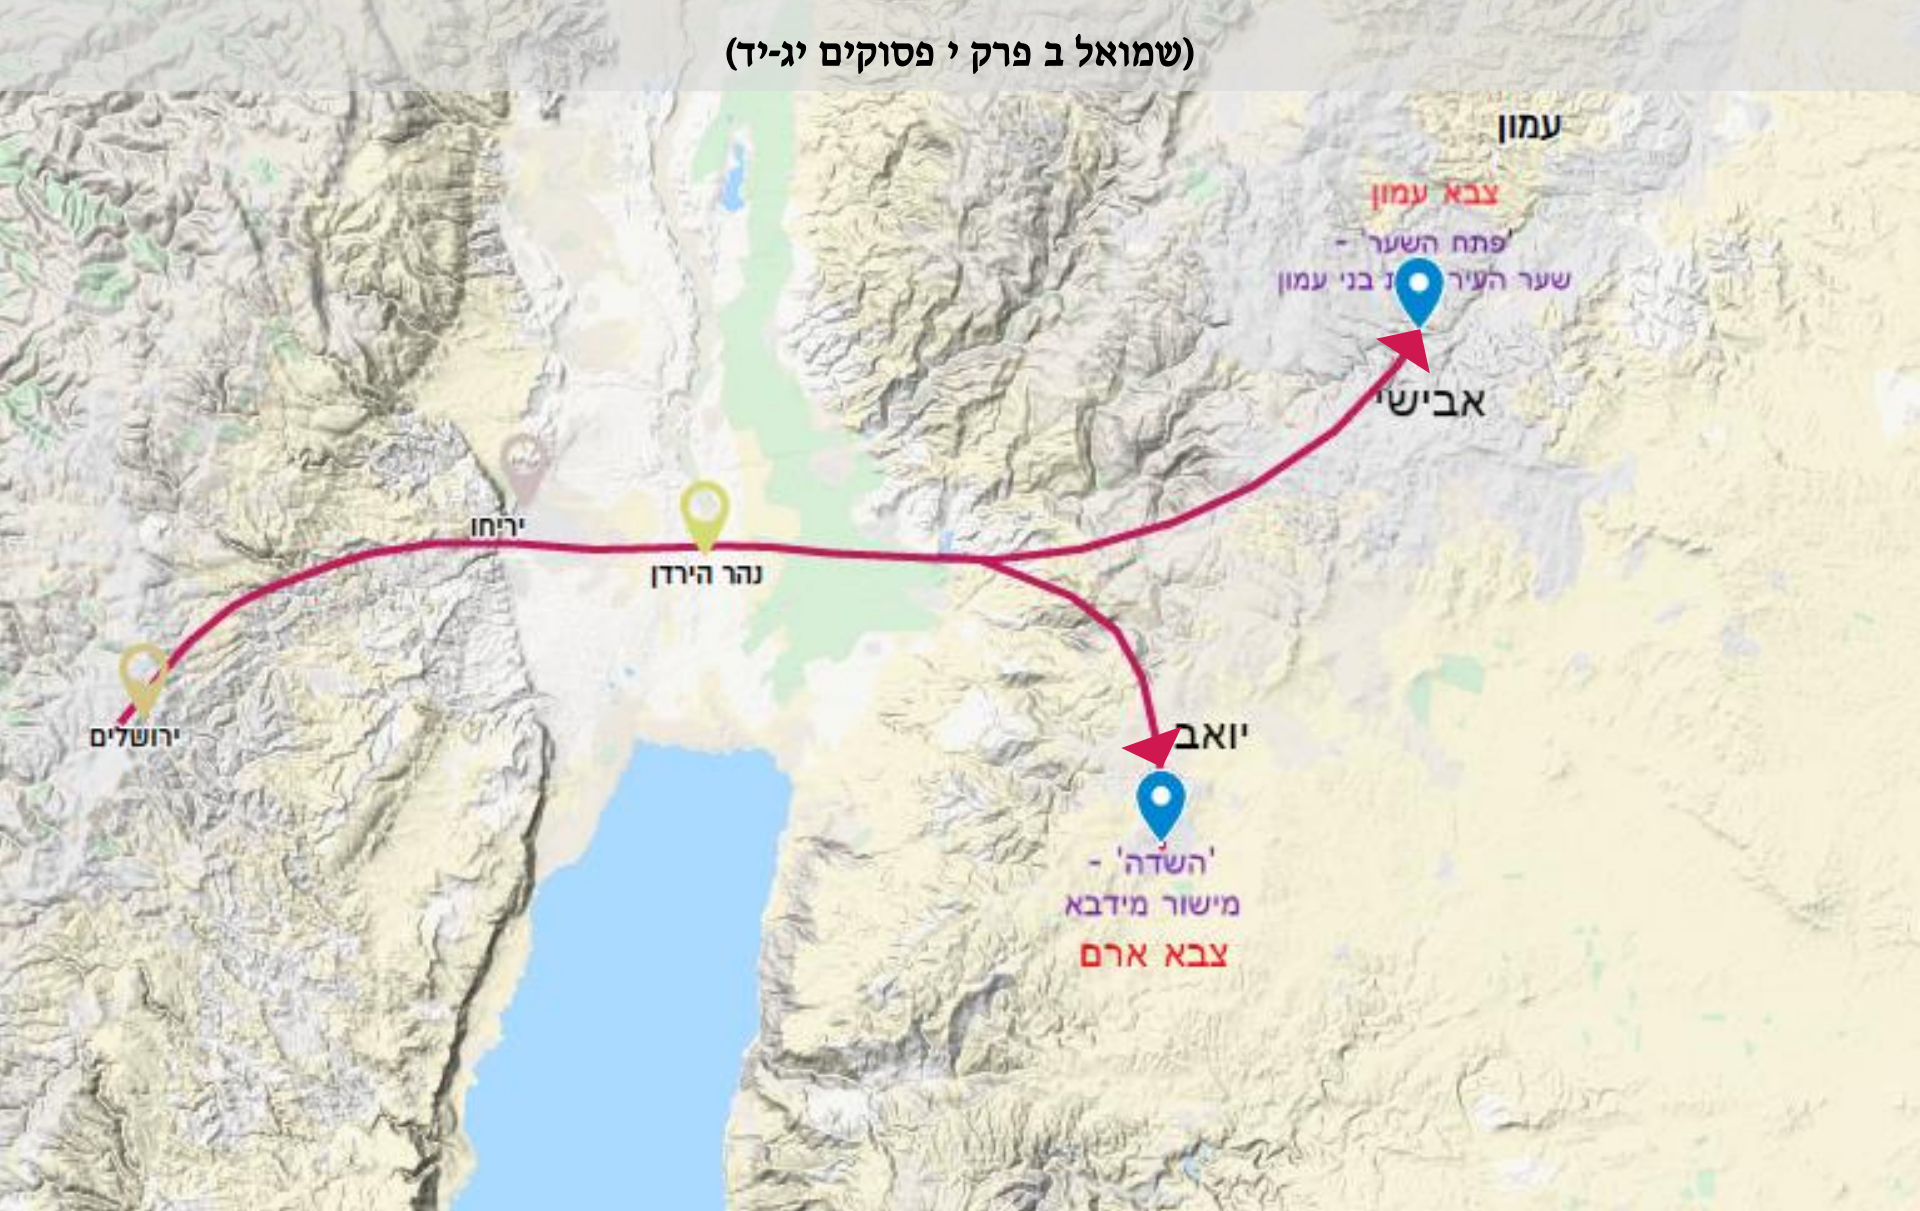 (שמואל ב פרק י פסוקים יג-יד)
עמון
צבא עמון
'פתח השער' -
שער העיר בני עמון
אבישי
יריחו
נהר הירדן
ירושלים
יואב
'השדה' -
מישור מידבא
צבא ארם